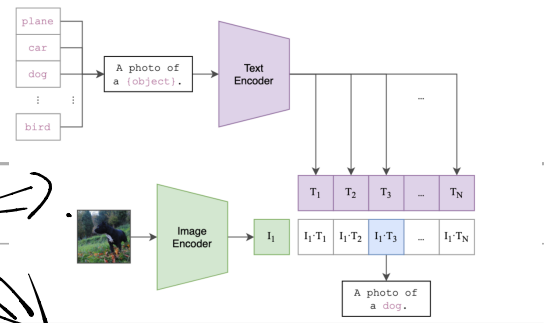 plane
car
dog
⋮ ⋮
bird
A photo of
a {object}.
Text
Encoder
...
T1 T2 T3 ... TN
Image
Encoder
I1
I1·T1 I1·T2 I1·T3 ... I1·TN
A photo of
a dog.